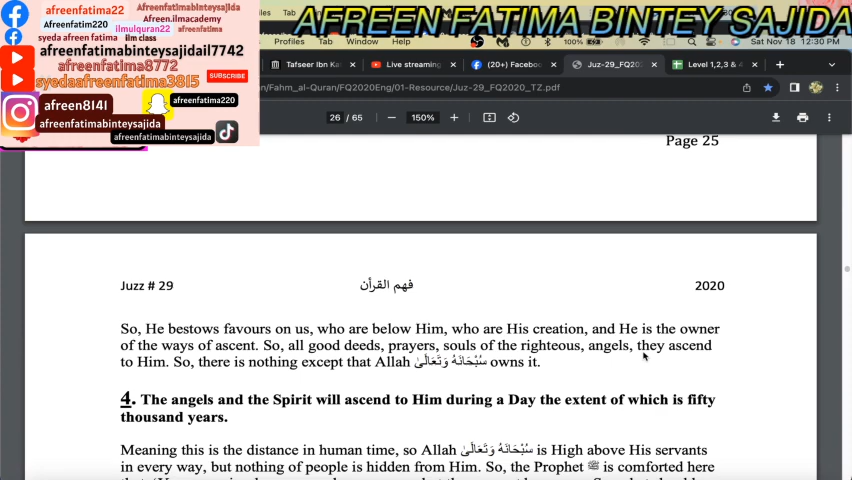 AFREEN FATIMA BINTEY SAJIDA
afreenfatima22
Afreenfatimabinteysajida
Afreen.ilmacademy
Afreenfatim220
ilmulquran22
afreenfatima
syeda afreen fatima
ilm class
afreenfatimabinteysajidail7742
afreenfatima8772
syedaafreenfatima3815
SUBSCRIBE
afreen8141
afreenfatima220
afreenfatimabinteysajida
afreenfatimabinteysajida
Profiles Tab Window Help
100%
Sat Nov 18 12:30 PM
Tafseer Ibn Ka
Live streaming
(20+) Faceboo
Juz-29_FQ202
Level 1,2,3 & 4
n/Fahm_al-Quran/FQ2020Eng/01-Resource/Juz-29_FQ2020_TZ.pdf
26 / 65
150%
Page 25
Juzz # 29
فهم القرآن
2020
So, He bestows favours on us, who are below Him, who are His creation, and He is the owner
of the ways of ascent. So, all good deeds, prayers, souls of the righteous, angels, they ascend
to Him. So, there is nothing except that Allah سُبْحَانَهُ وَتَعَالَىٰ owns it.
4. The angels and the Spirit will ascend to Him during a Day the extent of which is fifty
thousand years.
Meaning this is the distance in human time, so Allah سُبْحَانَهُ وَتَعَالَىٰ is High above His servants
in every way, but nothing of people is hidden from Him. So, the Prophet ﷺ is comforted here